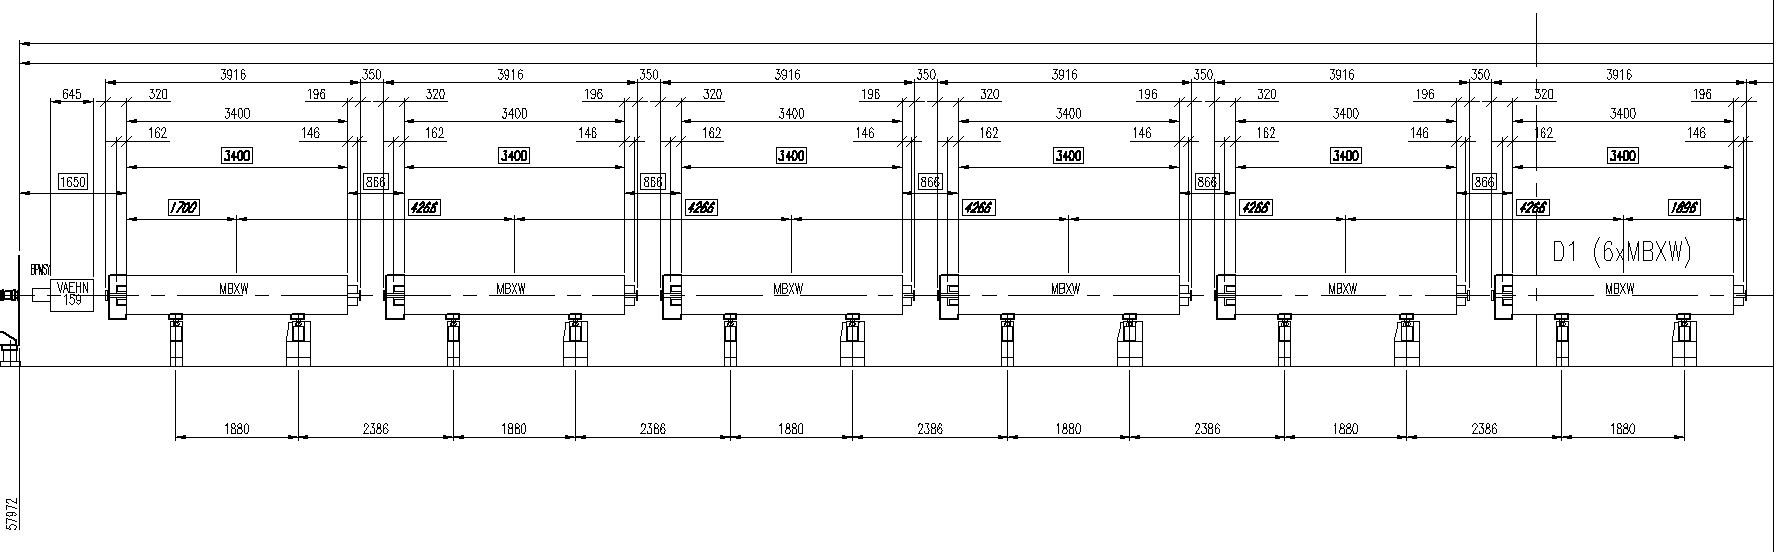 3916 350 3916 350 3916 350 3916 350 3916 350 3916
645 320 196 320 196 320 196 320 196 320 196 320 196
3400 3400 3400 3400 3400 3400
162 146 162 146 162 146 162 146 162 146 162 146
3400 3400 3400 3400 3400 3400
1650 866 866 866 866 866
1700 4266 4266 4266 4266 4266 1896
D1 (6xMBXW)
BPMSY
VAEHN
159
MBXW MBXW MBXW MBXW MBXW MBXW
1880 2386 1880 2386 1880 2386 1880 2386 1880 2386 1880
57972